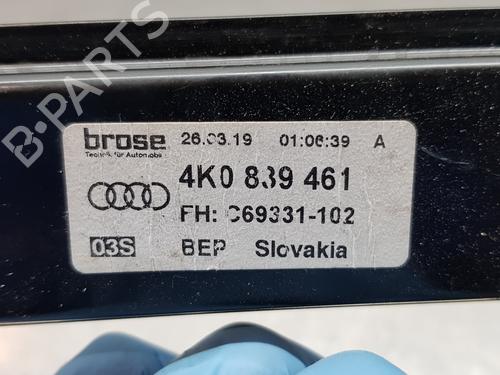 B-PARTS
brose 26.03.19 01:06:39 A
Technik für Automobile
4K0 839 461
FH: C69331-102
03S BEP Slovakia